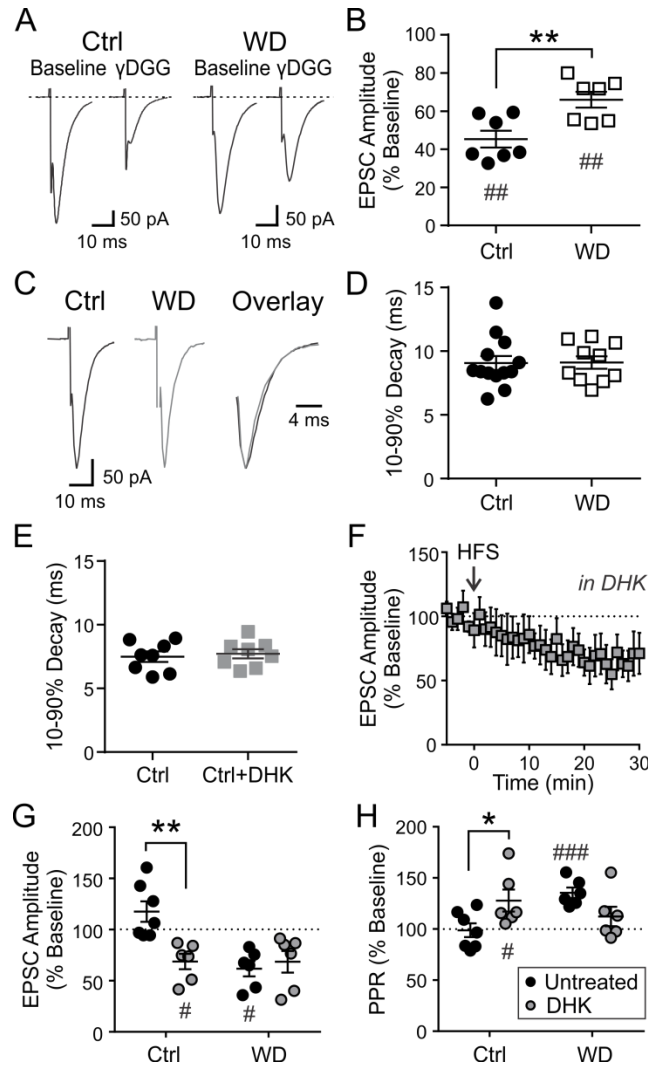 A
Ctrl
WD
Baseline γDGG
Baseline γDGG
50 pA
10 ms
50 pA
10 ms
B
**
EPSC Amplitude
(% Baseline)
100
80
60
40
20
0
##
##
Ctrl
WD
C
Ctrl
WD
Overlay
4 ms
50 pA
10 ms
D
10-90% Decay (ms)
15
10
5
0
Ctrl
WD
E
10-90% Decay (ms)
15
10
5
0
Ctrl
Ctrl+DHK
F
HFS
in DHK
EPSC Amplitude
(% Baseline)
150
100
50
0
0
10
20
30
Time (min)
G
**
EPSC Amplitude
(% Baseline)
200
150
100
50
0
#
#
Ctrl
WD
H
*
###
PPR (% Baseline)
200
150
100
50
0
#
Untreated
DHK
Ctrl
WD